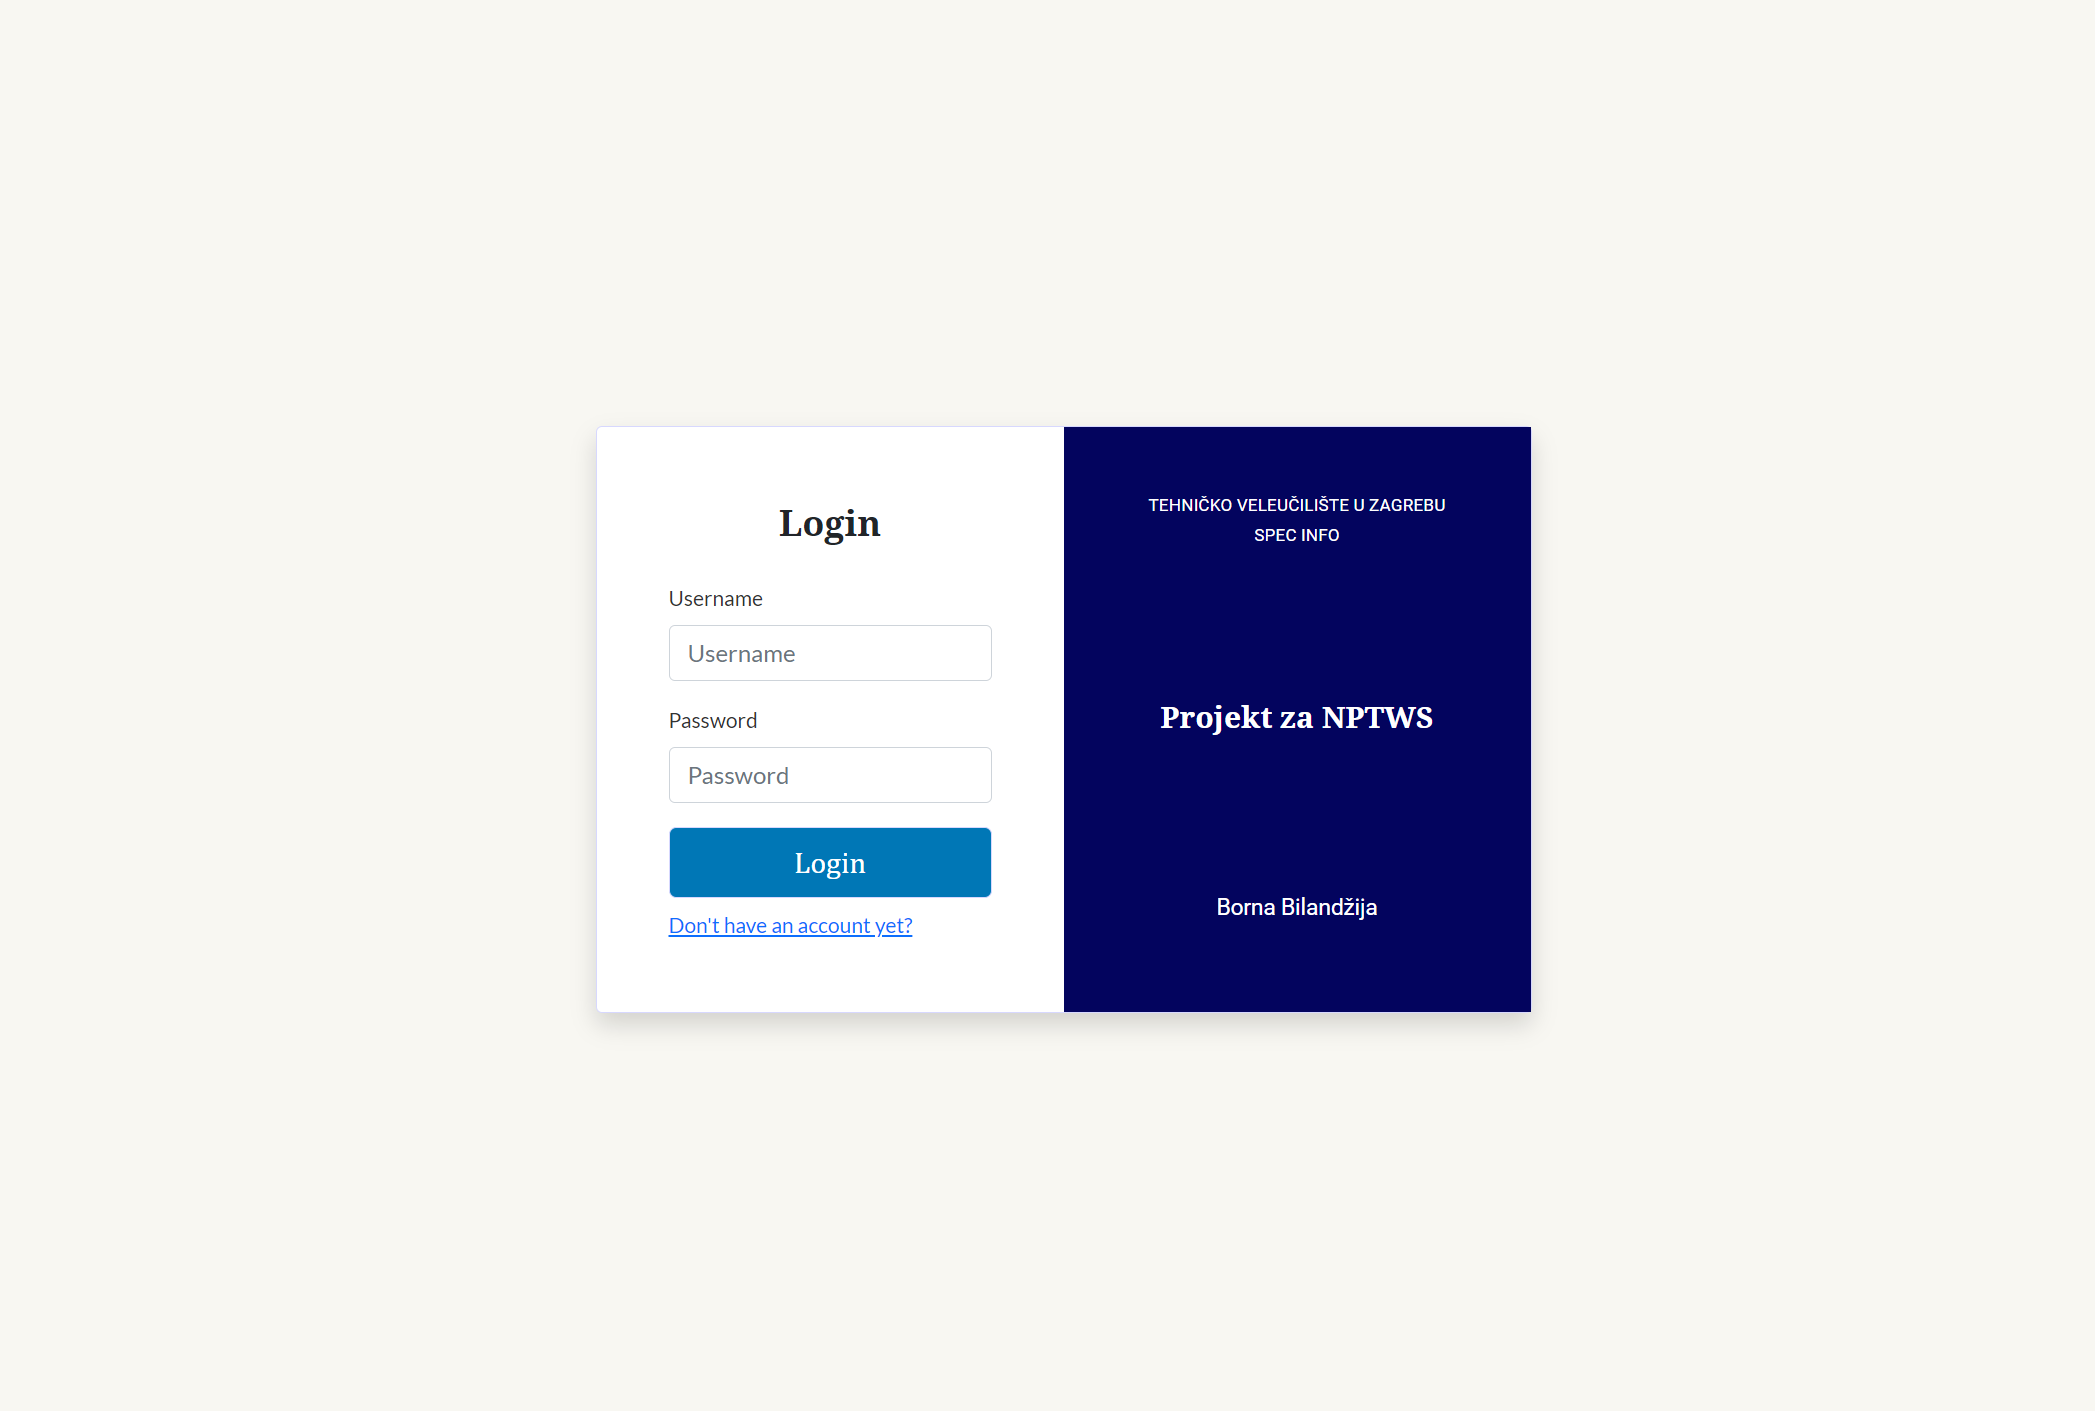 Login
Username
Username
Password
Password
Login
Don't have an account yet?
TEHNIČKO VELEUČILIŠTE U ZAGREBU
SPEC INFO
Projekt za NPTWS
Borna Bilandžija